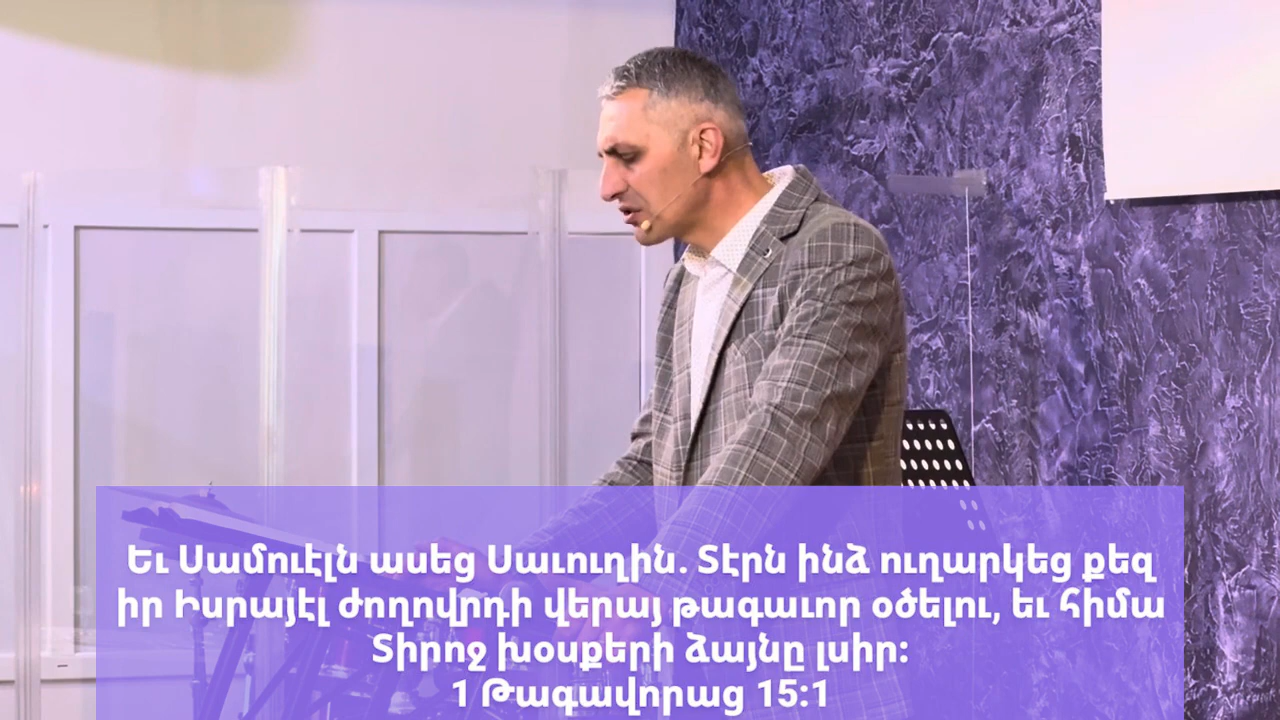 Եւ Սամուէլն ասեց Սաւուղին. Տէրն ինձ ուղարկեց քեզ
իր Իսրայէլ ժողովրդի վերայ թագաւոր օծելու, եւ հիմա
Տիրոջ խօսքերի ձայնը լսիր:
1 Թագավորաց 15:1